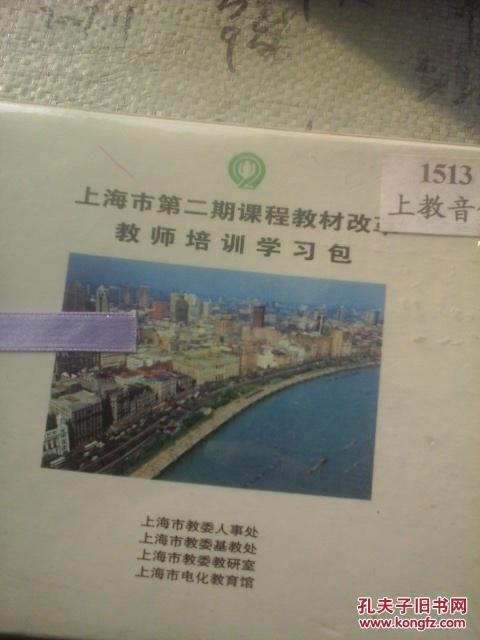 1513
上教音
上海市第二期课程教材改
教师培训学习包
上海市教委人事处
上海市教委基教处
上海市教委教研室
上海市电化教育馆
孔夫子旧书网
www.kongfz.com